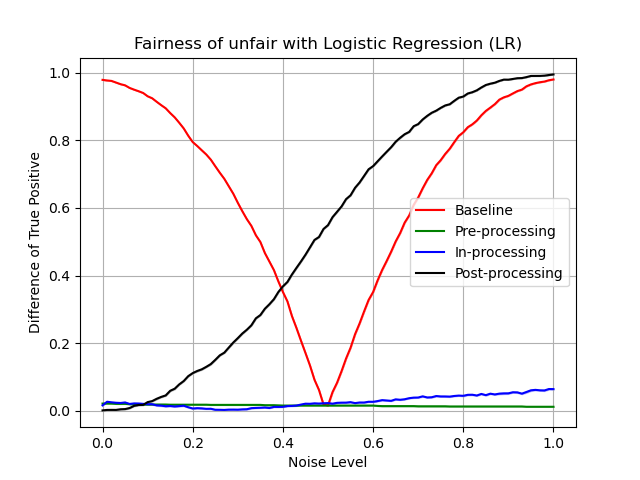 Fairness of unfair with Logistic Regression (LR)
Difference of True Positive
1.0
0.8
0.6
0.4
0.2
0.0
Baseline
Pre-processing
In-processing
Post-processing
0.0 0.2 0.4 0.6 0.8 1.0
Noise Level